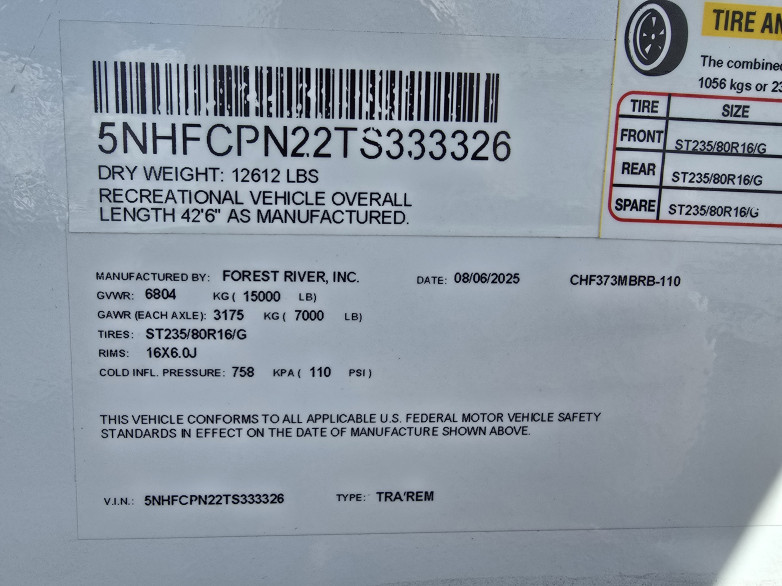 5NHFCPN22TS333326
DRY WEIGHT: 12612 LBS
RECREATIONAL VEHICLE OVERALL
LENGTH 42'6" AS MANUFACTURED.
TIRE
The combined
1056 kgs or
TIRE SIZE
FRONT ST235/80R16/G
REAR ST235/80R16/G
SPARE ST235/80R16/G
MANUFACTURED BY: FOREST RIVER, INC. DATE: 08/06/2025 CHF373MBRB-110
GVWR: 6804 KG ( 15000 LB)
GAWR (EACH AXLE): 3175 KG ( 7000 LB)
TIRES: ST235/80R16/G
RIMS: 16X6.0J
COLD INFL. PRESSURE: 758 KPA ( 110 PSI )
THIS VEHICLE CONFORMS TO ALL APPLICABLE U.S. FEDERAL MOTOR VEHICLE SAFETY
STANDARDS IN EFFECT ON THE DATE OF MANUFACTURE SHOWN ABOVE.
V.I.N.: 5NHFCPN22TS333326 TYPE: TRA/REM